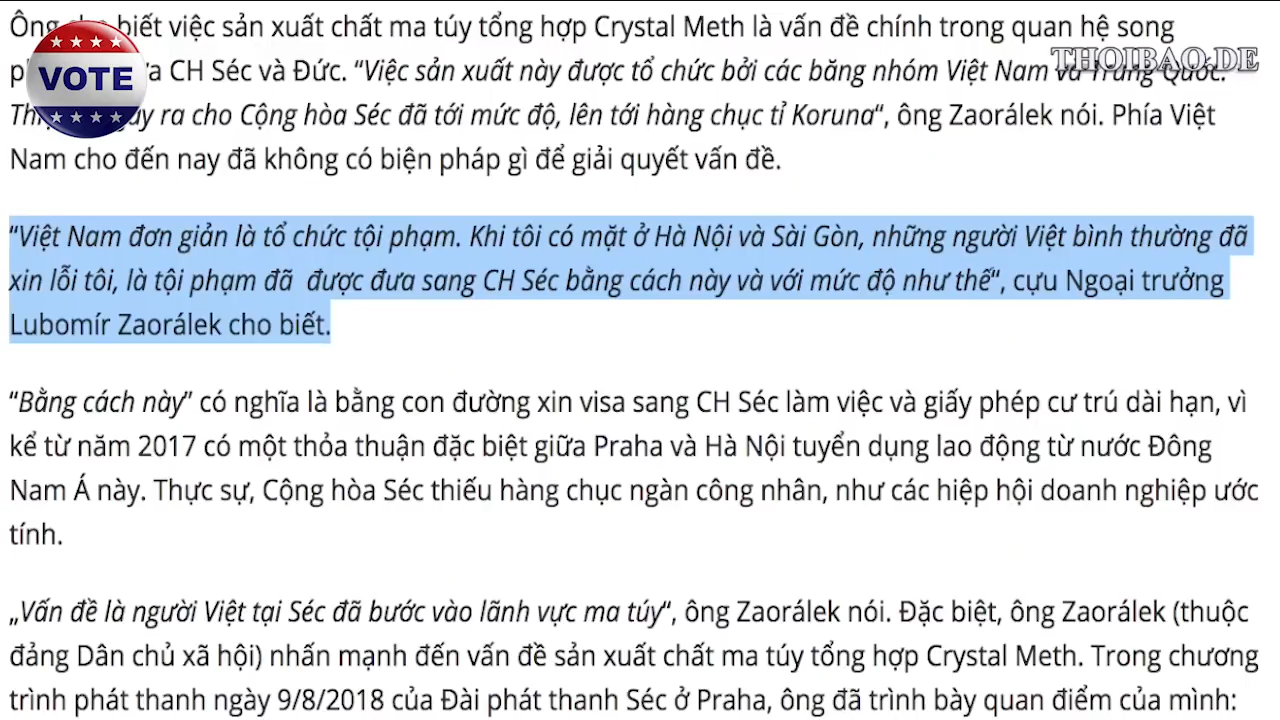 Ông cho biết việc sản xuất chất ma túy tổng hợp Crystal Meth là vấn đề chính trong quan hệ song
VOTE a CH Séc và Đức. “Việc sản xuất này được tổ chức bởi các băng nhóm Việt Nam và Trung Quốc.
THOIBAO.DE
ra cho Cộng hòa Séc đã tới mức độ, lên tới hàng chục tỉ Koruna“, ông Zaorálek nói. Phía Việt
Nam cho đến nay đã không có biện pháp gì để giải quyết vấn đề.
“Việt Nam đơn giản là tổ chức tội phạm. Khi tôi có mặt ở Hà Nội và Sài Gòn, những người Việt bình thường đã
xin lỗi tôi, là tội phạm đã được đưa sang CH Séc bằng cách này và với mức độ như thế“, cựu Ngoại trưởng
Lubomír Zaorálek cho biết.
“Bằng cách này” có nghĩa là bằng con đường xin visa sang CH Séc làm việc và giấy phép cư trú dài hạn, vì
kể từ năm 2017 có một thỏa thuận đặc biệt giữa Praha và Hà Nội tuyển dụng lao động từ nước Đông
Nam Á này. Thực sự, Cộng hòa Séc thiếu hàng chục ngàn công nhân, như các hiệp hội doanh nghiệp ước
tính.
„Vấn đề là người Việt tại Séc đã bước vào lãnh vực ma túy“, ông Zaorálek nói. Đặc biệt, ông Zaorálek (thuộc
đảng Dân chủ xã hội) nhấn mạnh đến vấn đề sản xuất chất ma túy tổng hợp Crystal Meth. Trong chương
trình phát thanh ngày 9/8/2018 của Đài phát thanh Séc ở Praha, ông đã trình bày quan điểm của mình: